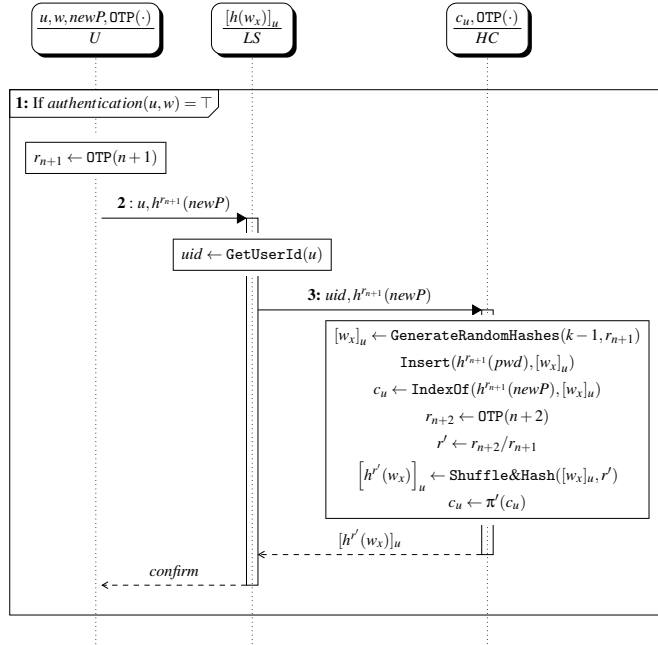 u, w, newP, OTP(·)
U
[h(w_x)]_u
LS
c_u, OTP(·)
HC
1: If authentication(u, w) = ⊤
r_{n+1} ← OTP(n+1)
2 : u, h^{r_{n+1}}(newP)
uid ← GetUserId(u)
3: uid, h^{r_{n+1}}(newP)
[w_x]_u ← GenerateRandomHashes(k−1, r_{n+1})
Insert(h^{r_{n+1}}(pwd), [w_x]_u)
c_u ← IndexOf(h^{r_{n+1}}(newP), [w_x]_u)
r_{n+2} ← OTP(n+2)
r′ ← r_{n+2}/r_{n+1}
[h^{r′}(w_x)]_u ← Shuffle&Hash([w_x]_u, r′)
c_u ← π′(c_u)
[h^{r′}(w_x)]_u
confirm